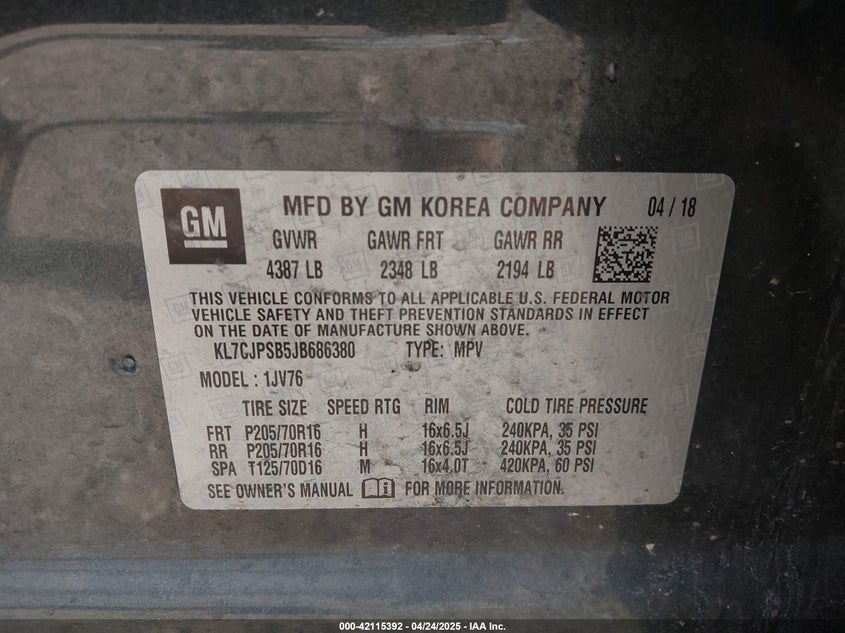 GM MFD BY GM KOREA COMPANY 04 / 18
GVWR GAWR FRT GAWR RR
4387 LB 2348 LB 2194 LB
THIS VEHICLE CONFORMS TO ALL APPLICABLE U.S. FEDERAL MOTOR
VEHICLE SAFETY AND THEFT PREVENTION STANDARDS IN EFFECT
ON THE DATE OF MANUFACTURE SHOWN ABOVE.
KL7CJPSB5JB686380 TYPE: MPV
MODEL : 1JV76
TIRE SIZE SPEED RTG RIM COLD TIRE PRESSURE
FRT P205/70R16 H 16x6.5J 240KPA, 35 PSI
RR P205/70R16 H 16x6.5J 240KPA, 35 PSI
SPA T125/70D16 M 16x4.0T 420KPA, 60 PSI
SEE OWNER'S MANUAL FOR MORE INFORMATION.
000-42115392 - 04/24/2025 - IAA Inc.